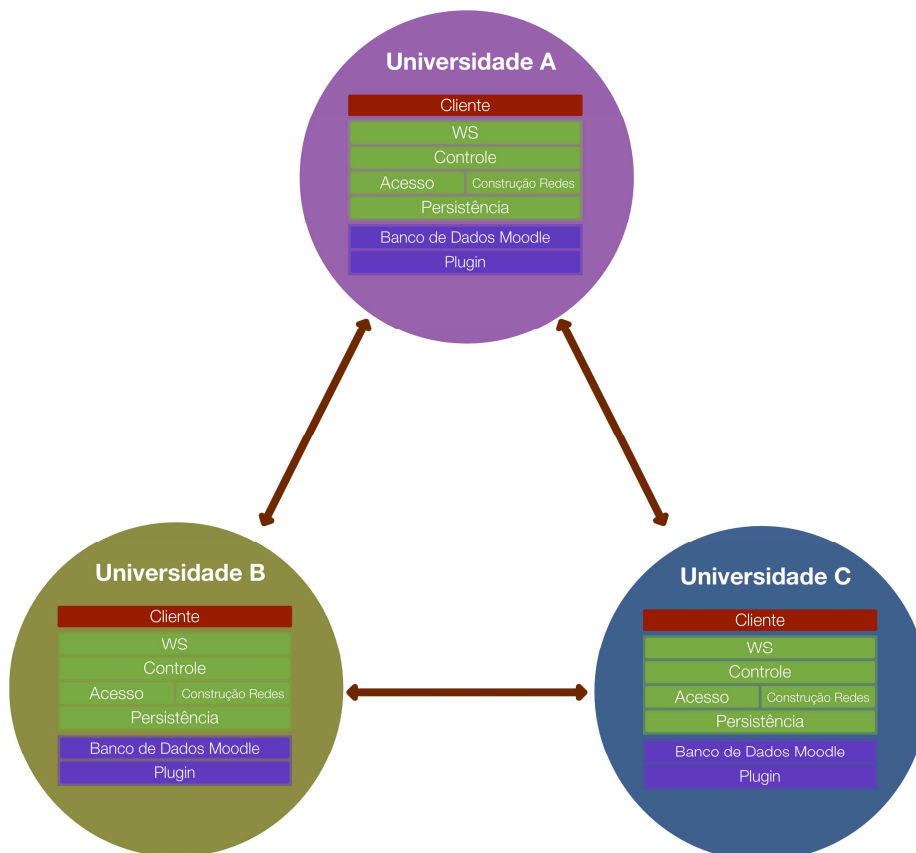 Universidade A
Cliente
WS
Controle
Acesso Construção Redes
Persistência
Banco de Dados Moodle
Plugin
Universidade B
Cliente
WS
Controle
Acesso Construção Redes
Persistência
Banco de Dados Moodle
Plugin
Universidade C
Cliente
WS
Controle
Acesso Construção Redes
Persistência
Banco de Dados Moodle
Plugin